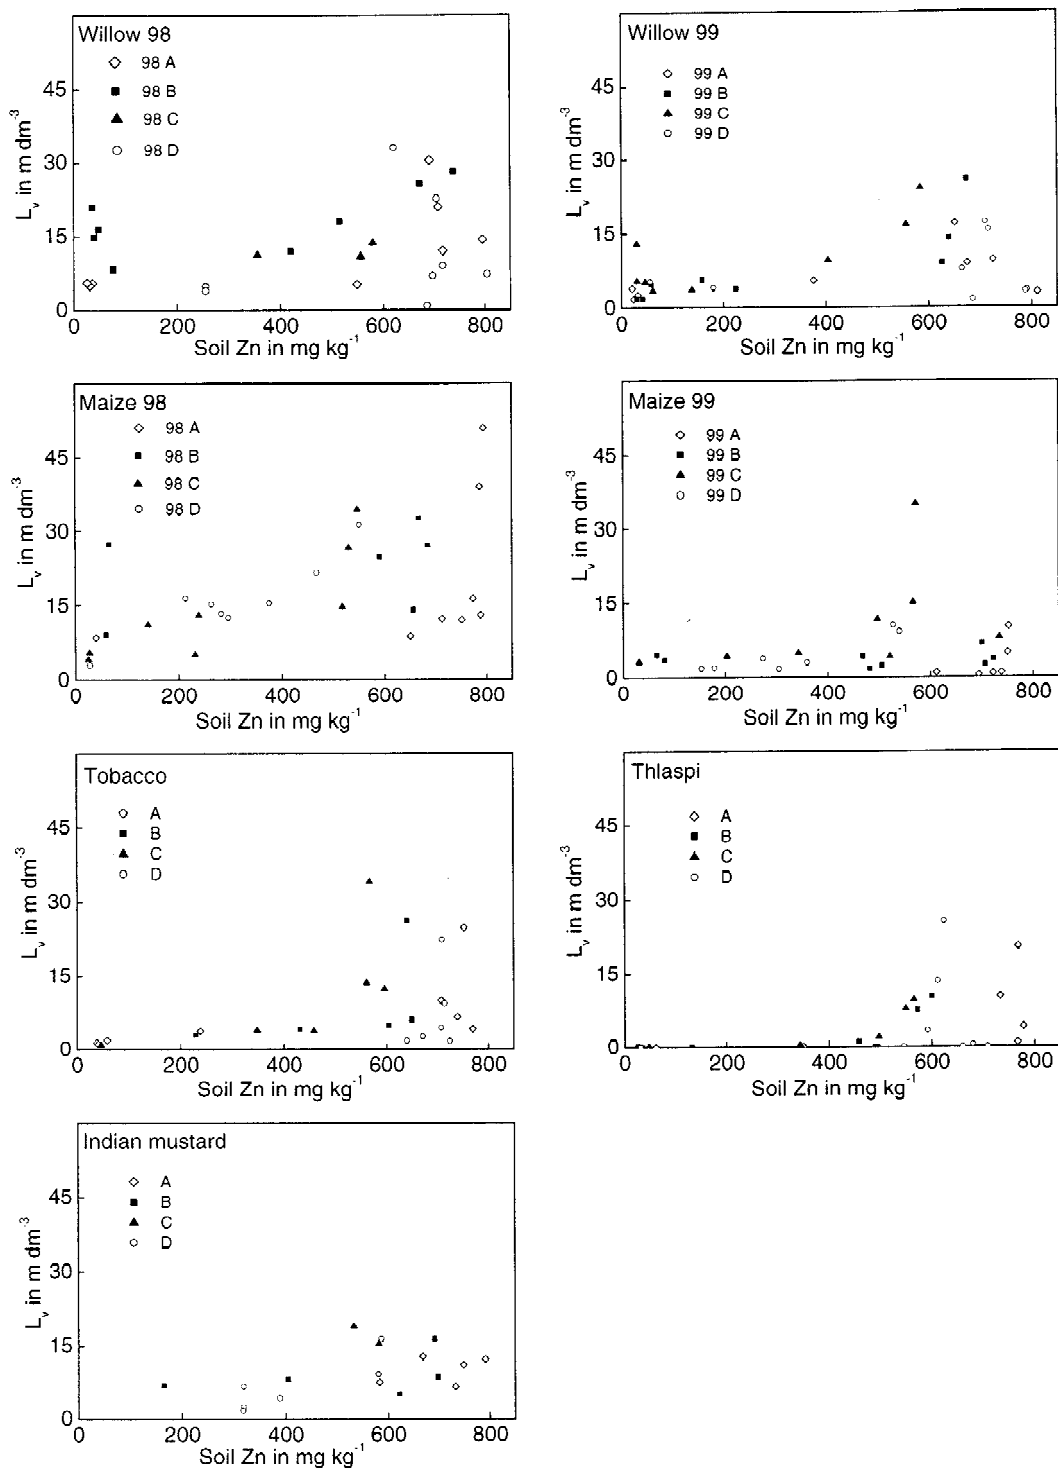 Willow 98
98 A
98 B
98 C
98 D
45
30
15
0
0 200 400 600 800
L_v in m dm^-3
Soil Zn in mg kg^-1
Willow 99
99 A
99 B
99 C
99 D
45
30
15
0
0 200 400 600 800
L_v in m dm^-3
Soil Zn in mg kg^-1
Maize 98
98 A
98 B
98 C
98 D
45
30
15
0
0 200 400 600 800
L_v in m dm^-3
Soil Zn in mg kg^-1
Maize 99
99 A
99 B
99 C
99 D
45
30
15
0
0 200 400 600 800
L_v in m dm^-3
Soil Zn in mg kg^-1
Tobacco
A
B
C
D
45
30
15
0
0 200 400 600 800
L_v in m dm^-3
Soil Zn in mg kg^-1
Thlaspi
A
B
C
D
45
30
15
0
0 200 400 600 800
L_v in m dm^-3
Soil Zn in mg kg^-1
Indian mustard
A
B
C
D
45
30
15
0
0 200 400 600 800
L_v in m dm^-3
Soil Zn in mg kg^-1